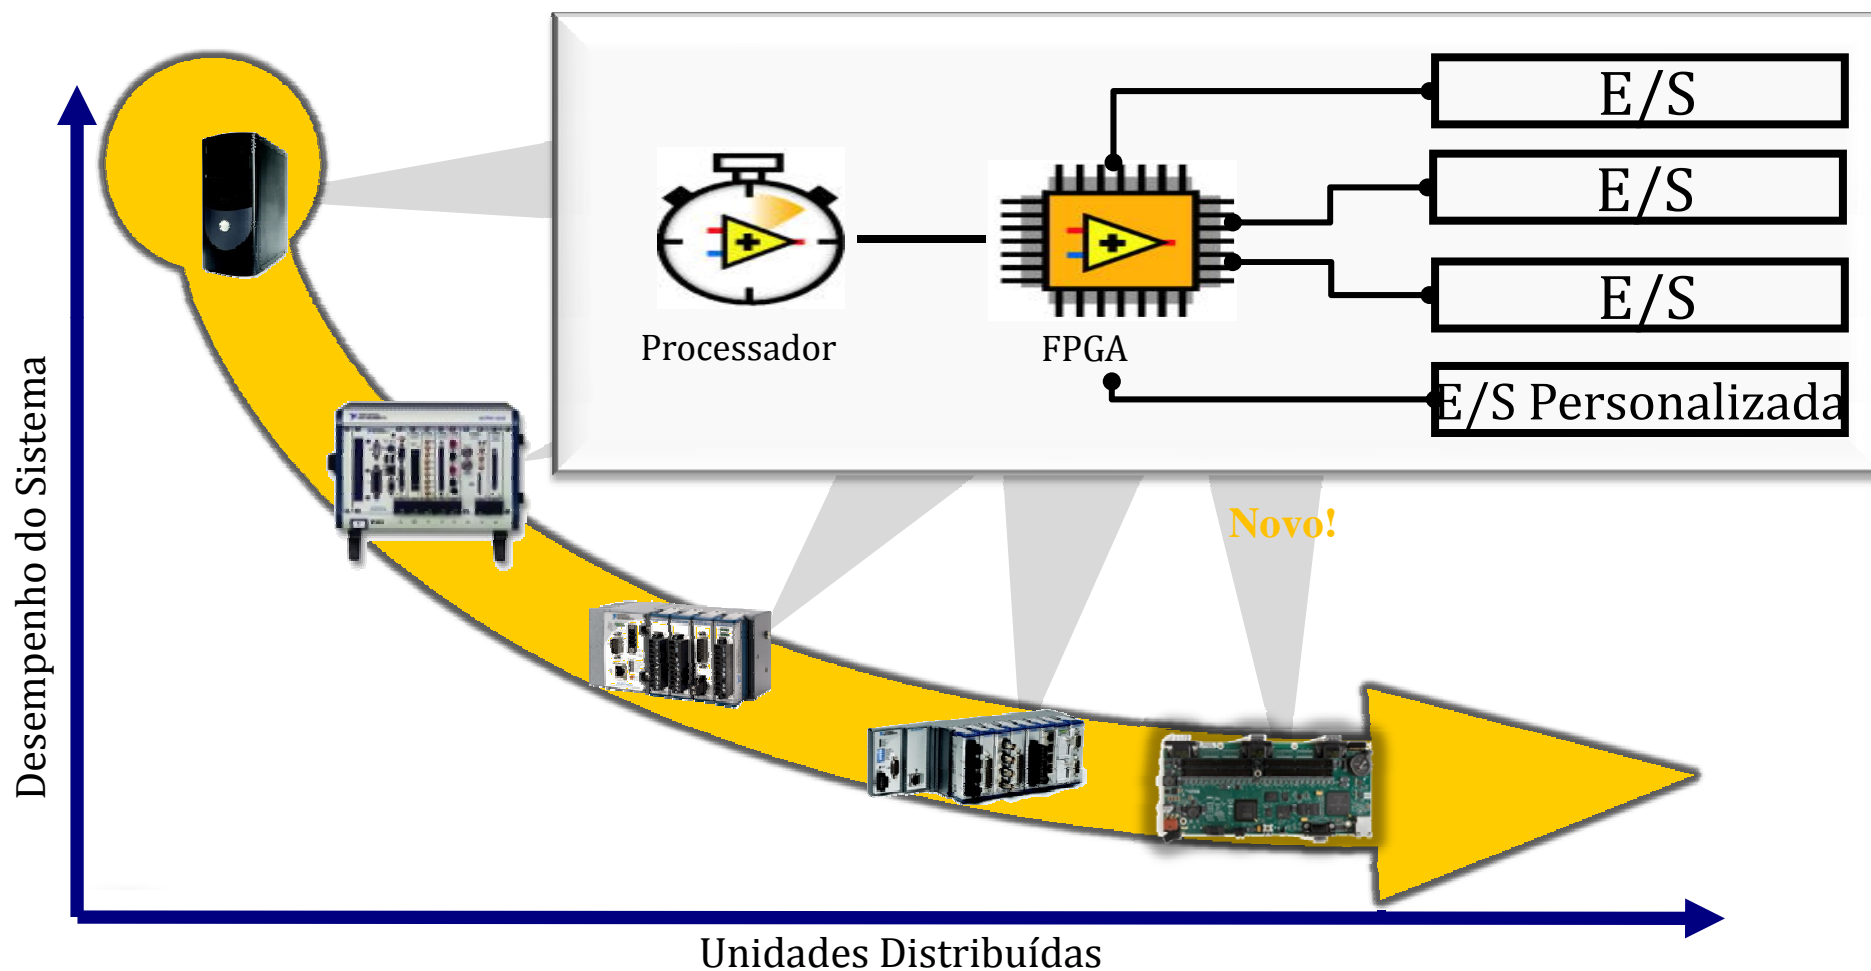 E/S
E/S
E/S
Processador
FPGA
E/S Personalizada
Novo!
Desempenho do Sistema
Unidades Distribuídas